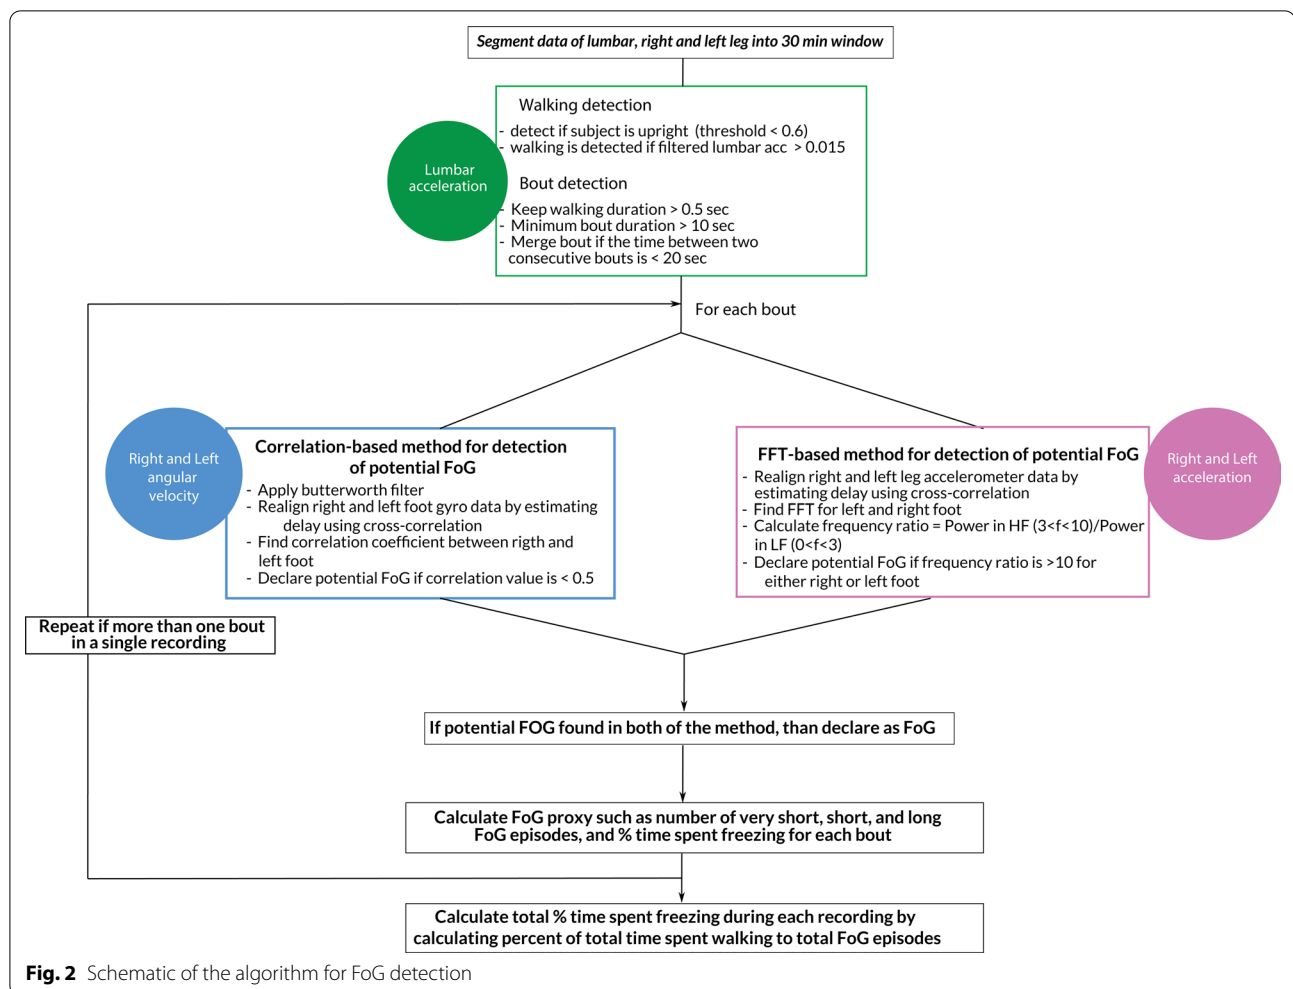 Segment data of lumbar, right and left leg into 30 min window
Walking detection
- detect if subject is upright (threshold < 0.6)
- walking is detected if filtered lumbar acc > 0.015
Lumbar
acceleration
Bout detection
- Keep walking duration > 0.5 sec
- Minimum bout duration > 10 sec
- Merge bout if the time between two
consecutive bouts is < 20 sec
For each bout
Right and Left
angular
velocity
Correlation-based method for detection
of potential FoG
- Apply butterworth filter
- Realign right and left foot gyro data by estimating
delay using cross-correlation
- Find correlation coefficient between rigth and
left foot
- Declare potential FoG if correlation value is < 0.5
FFT-based method for detection of potential FoG
- Realign right and left leg accelerometer data by
estimating delay using cross-correlation
- Find FFT for left and right foot
- Calculate frequency ratio = Power in HF (3<f<10)/Power
in LF (0<f<3)
- Declare potential FoG if frequency ratio is >10 for
either right or left foot
Right and Left
acceleration
Repeat if more than one bout
in a single recording
If potential FOG found in both of the method, than declare as FoG
Calculate FoG proxy such as number of very short, short, and long
FoG episodes, and % time spent freezing for each bout
Calculate total % time spent freezing during each recording by
calculating percent of total time spent walking to total FoG episodes
Fig. 2 Schematic of the algorithm for FoG detection